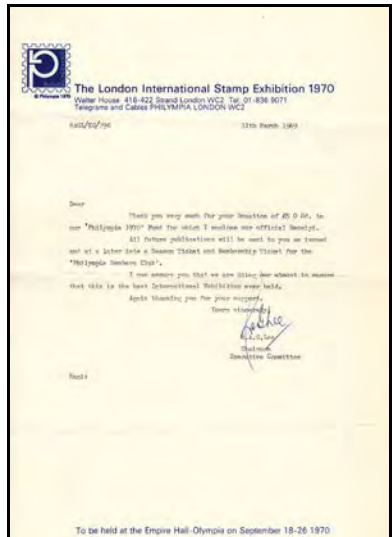 © Philympia 1970
The London International Stamp Exhibition 1970
Walter House 418-422 Strand London WC2 Tel: 01-836 9071
Telegrams and Cables PHILYMPIA LONDON WC2
11th March 1969
Dear
Thank you very much for your Donation of £5 0 0d. to
our 'Philympia 1970' Fund for which I enclose our official Receipt.
All future publications will be sent to you as issued
and at a later date a Season Ticket and Membership Ticket for the
'Philympia Members Club'.
I can assure you that we are doing our utmost to ensure
that this is the best International Exhibition ever held.
Again thanking you for your support.
Yours sincerely,
Lee
Chairman
Executive Committee
To be held at the Empire Hall-Olympia on September 18-26 1970